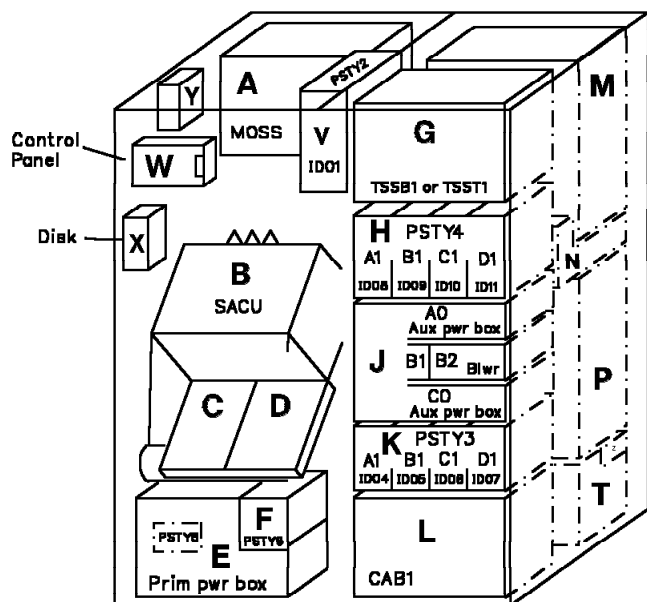 PSTY2
A
M
Y
MOSS
V
ID01
G
Control
Panel
W
TSSB1 or TSST1
Disk
X
H PSTY4
A1 B1 C1 D1
ID08 ID09 ID10 ID11
N
B
SACU
A0
Aux pwr box
J
B1 B2 Blwr
C0
Aux pwr box
P
C D
K PSTY3
A1 B1 C1 D1
ID04 ID05 ID06 ID07
T
F
PSTY5
E
Prim pwr box
L
CAB1